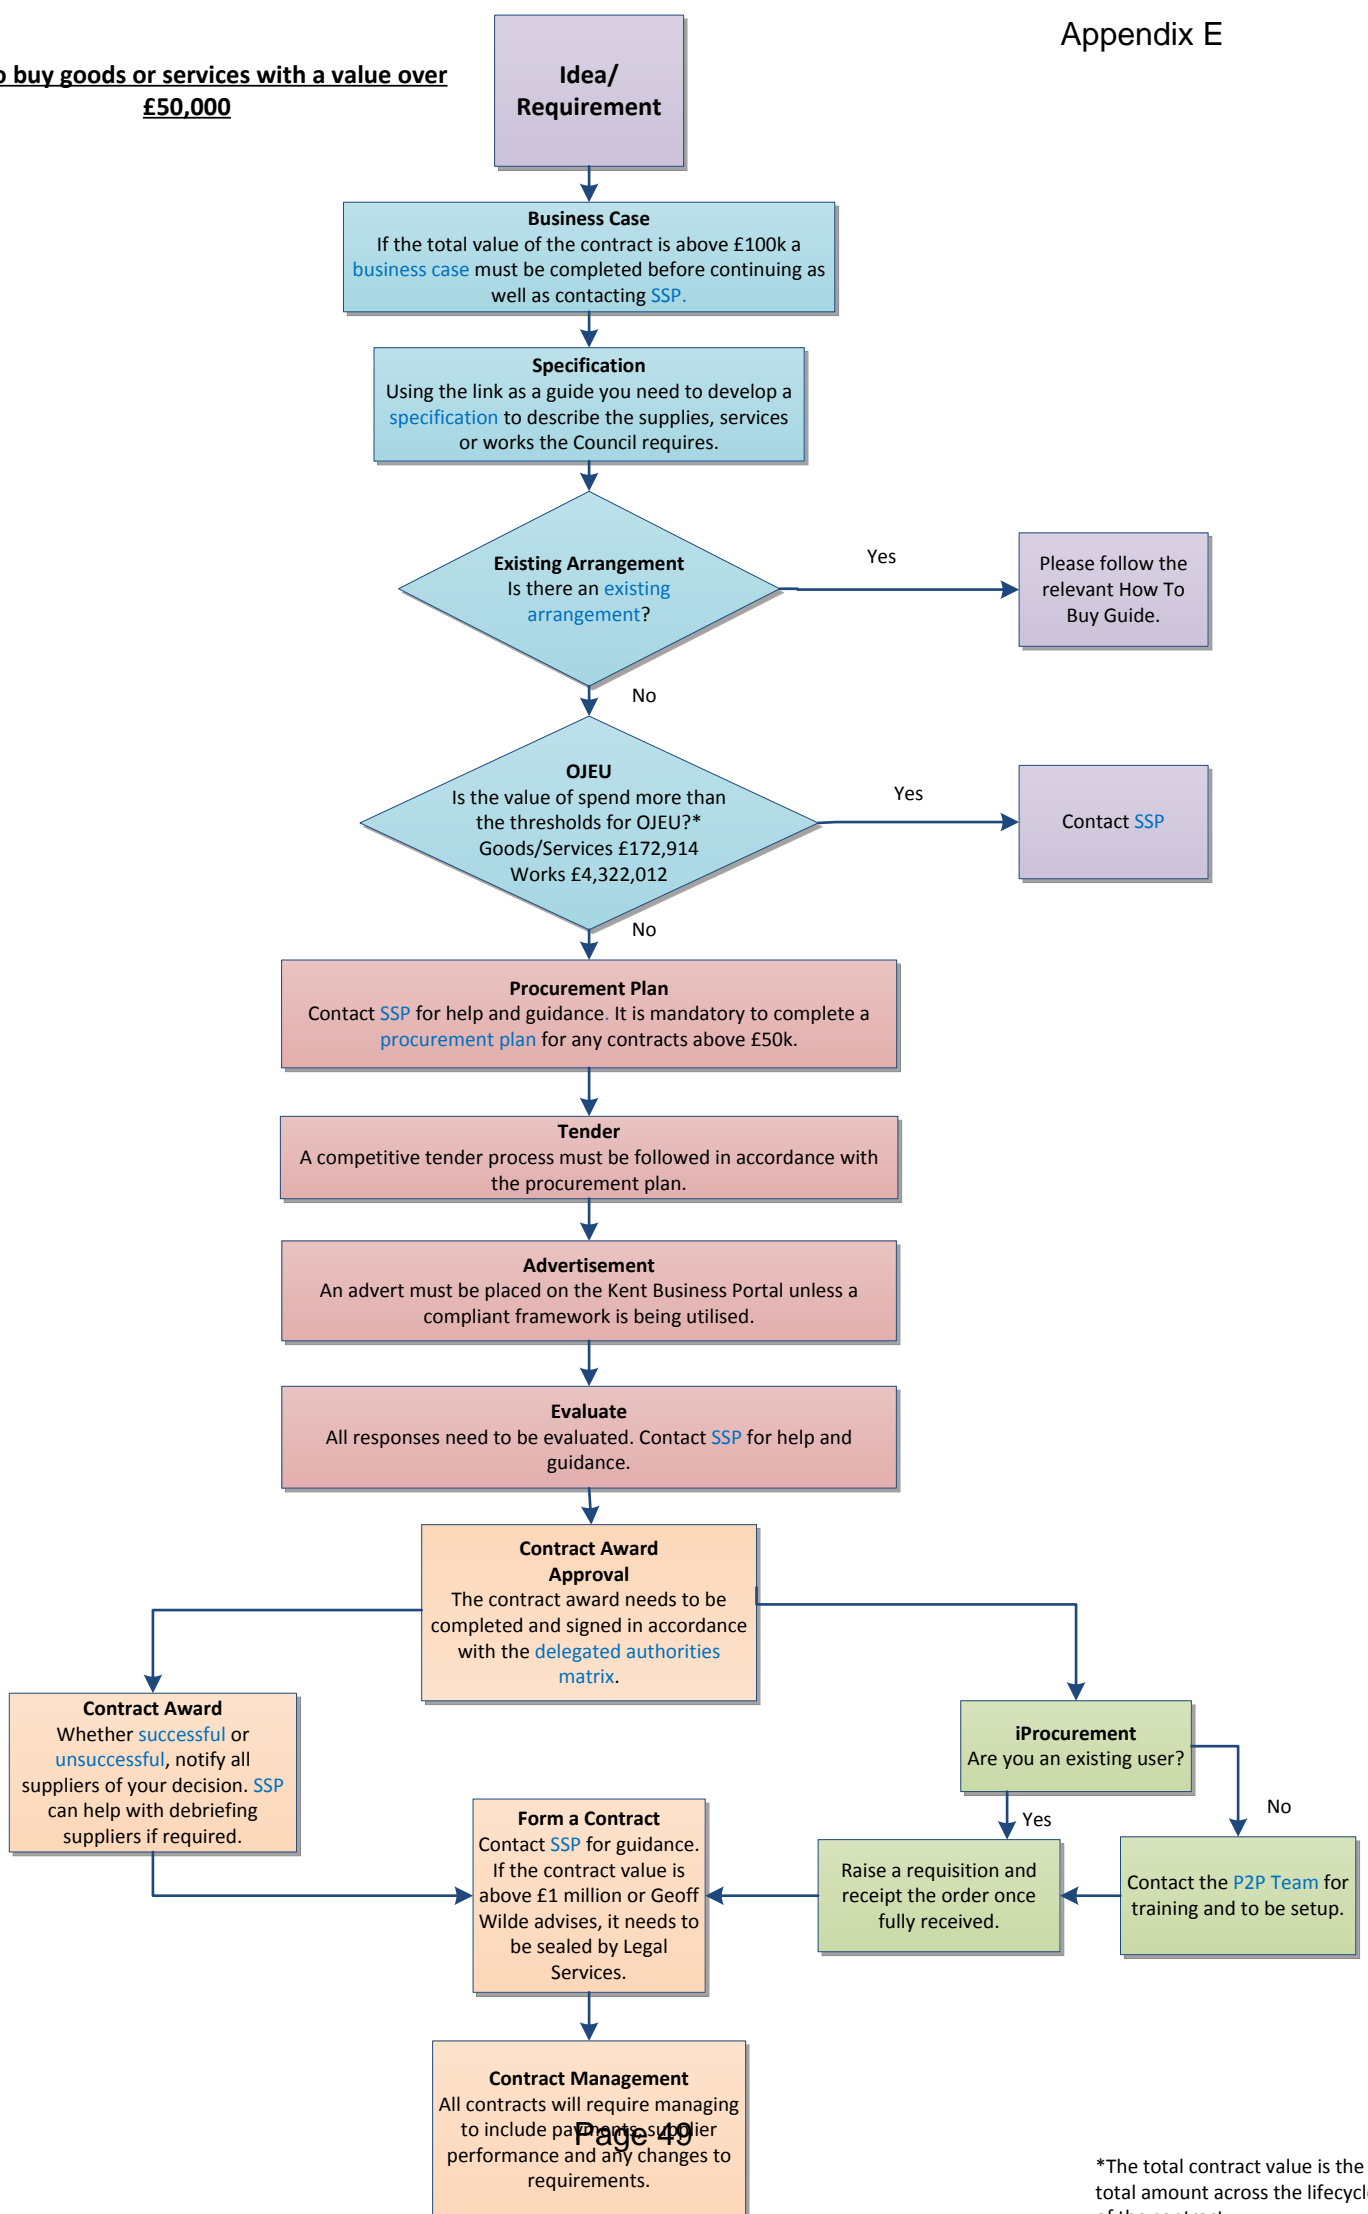 Appendix E
buy goods or services with a value over
£50,000
Idea/
Requirement
Business Case
If the total value of the contract is above £100k a
business case must be completed before continuing as
well as contacting SSP.
Specification
Using the link as a guide you need to develop a
specification to describe the supplies, services
or works the Council requires.
Existing Arrangement
Is there an existing
arrangement?
Yes
Please follow the
relevant How To
Buy Guide.
No
OJEU
Is the value of spend more than
the thresholds for OJEU?*
Goods/Services £172,914
Works £4,322,012
Yes
Contact SSP
No
Procurement Plan
Contact SSP for help and guidance. It is mandatory to complete a
procurement plan for any contracts above £50k.
Tender
A competitive tender process must be followed in accordance with
the procurement plan.
Advertisement
An advert must be placed on the Kent Business Portal unless a
compliant framework is being utilised.
Evaluate
All responses need to be evaluated. Contact SSP for help and
guidance.
Contract Award
Approval
The contract award needs to be
completed and signed in accordance
with the delegated authorities
matrix.
Contract Award
Whether successful or
unsuccessful, notify all
suppliers of your decision. SSP
can help with debriefing
suppliers if required.
iProcurement
Are you an existing user?
Yes
No
Form a Contract
Contact SSP for guidance.
If the contract value is
above £1 million or Geoff
Wilde advises, it needs to
be sealed by Legal
Services.
Raise a requisition and
receipt the order once
fully received.
Contact the P2P Team for
training and to be setup.
Contract Management
All contracts will require managing
to include payments, supplier
performance and any changes to
requirements.
Page 49
*The total contract value is the
total amount across the lifecycle